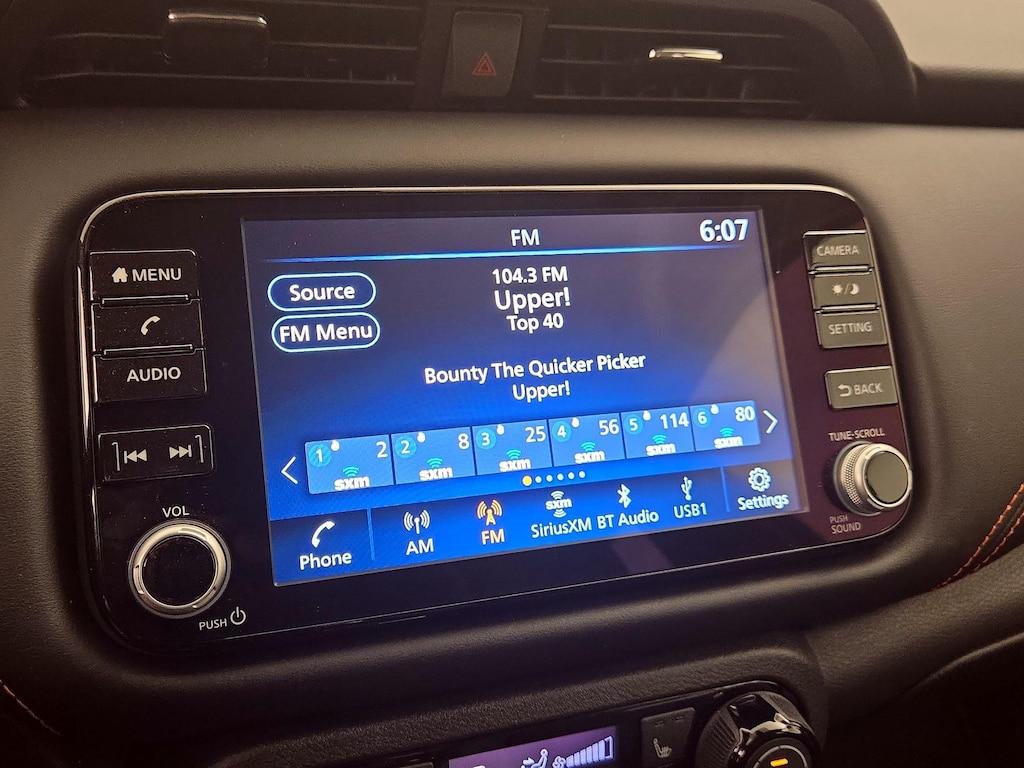 FM
6:07
MENU
AUDIO
VOL
PUSH
Source
FM Menu
104.3 FM
Upper!
Top 40
Bounty The Quicker Picker
Upper!
1 2 sxm
2 8 sxm
3 25 sxm
4 56 sxm
5 114 sxm
6 80 sxm
Phone
AM
FM
sxm
SiriusXM
BT Audio
USB1
Settings
CAMERA
SETTING
BACK
TUNE·SCROLL
PUSH
SOUND